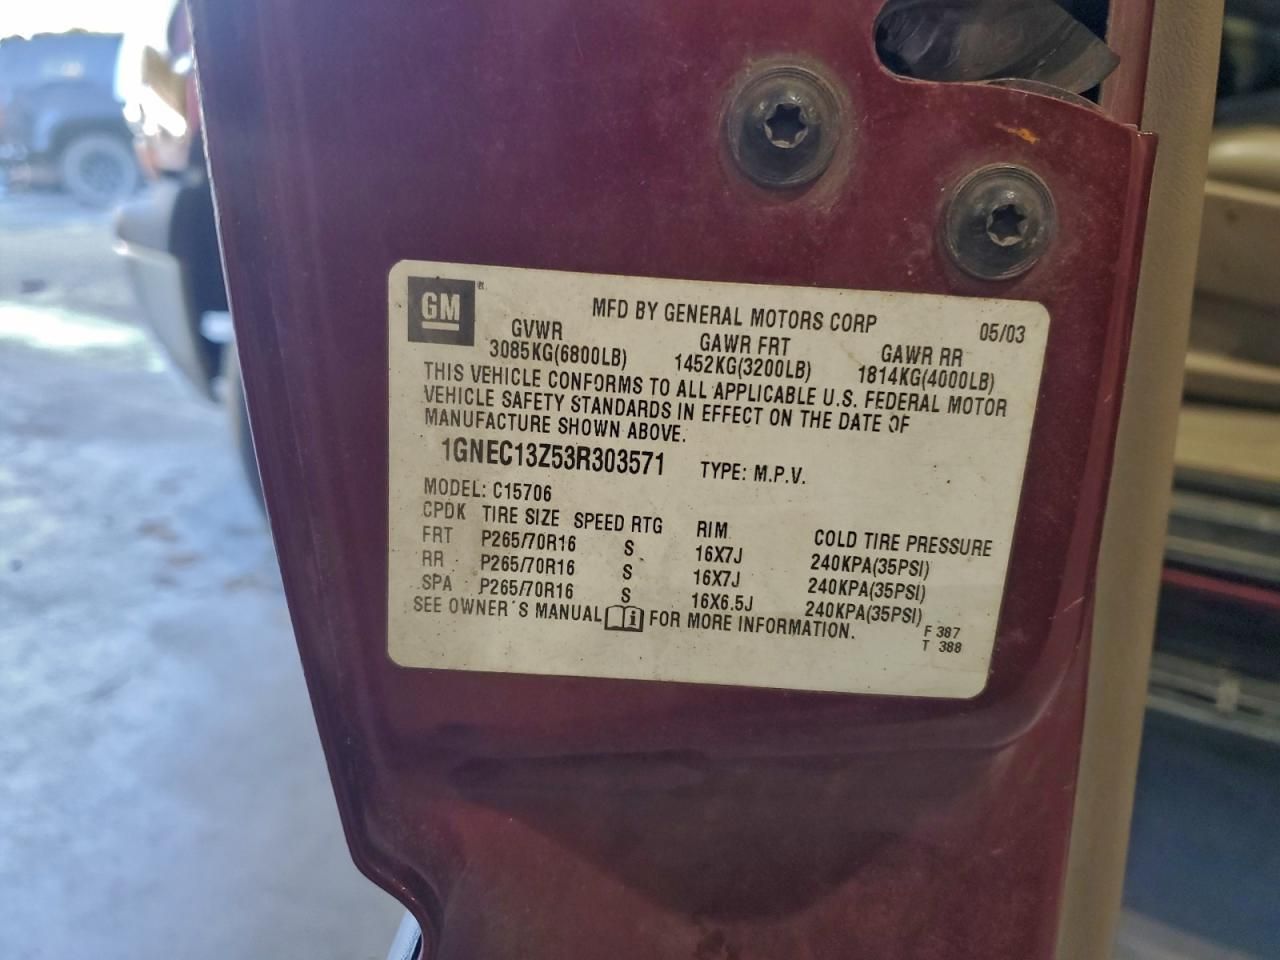 GM ®
MFD BY GENERAL MOTORS CORP 05/03
GVWR GAWR FRT GAWR RR
3085KG(6800LB) 1452KG(3200LB) 1814KG(4000LB)
THIS VEHICLE CONFORMS TO ALL APPLICABLE U.S. FEDERAL MOTOR
VEHICLE SAFETY STANDARDS IN EFFECT ON THE DATE OF
MANUFACTURE SHOWN ABOVE.
1GNEC13Z53R303571 TYPE: M.P.V.
MODEL: C15706
CPDK TIRE SIZE SPEED RTG RIM COLD TIRE PRESSURE
FRT P265/70R16 S 16X7J 240KPA(35PSI)
RR P265/70R16 S 16X7J 240KPA(35PSI)
SPA P265/70R16 S 16X6.5J 240KPA(35PSI)
SEE OWNER'S MANUAL i FOR MORE INFORMATION.
F 387
T 388